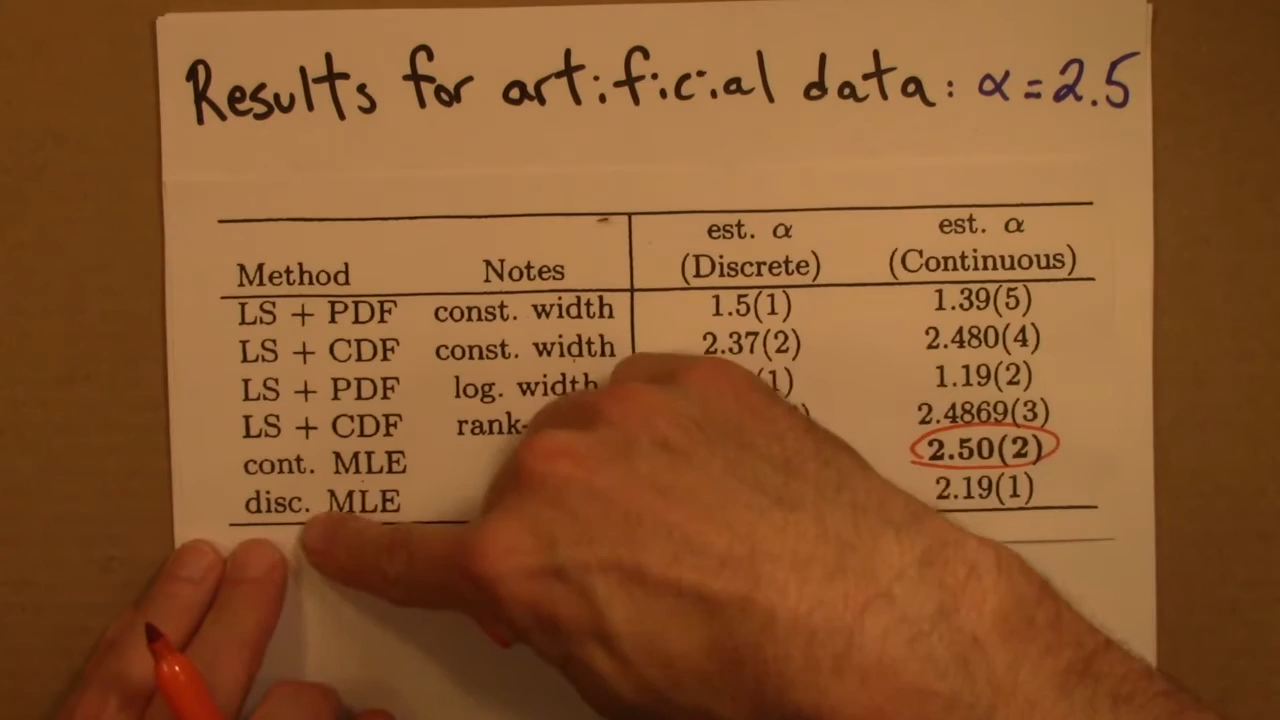 Results for artificial data: α = 2.5
est. α est. α
Method Notes (Discrete) (Continuous)
LS + PDF const. width 1.5(1) 1.39(5)
LS + CDF const. width 2.37(2) 2.480(4)
LS + PDF log. width (1) 1.19(2)
LS + CDF rank- 2.4869(3)
cont. MLE 2.50(2)
disc. MLE 2.19(1)